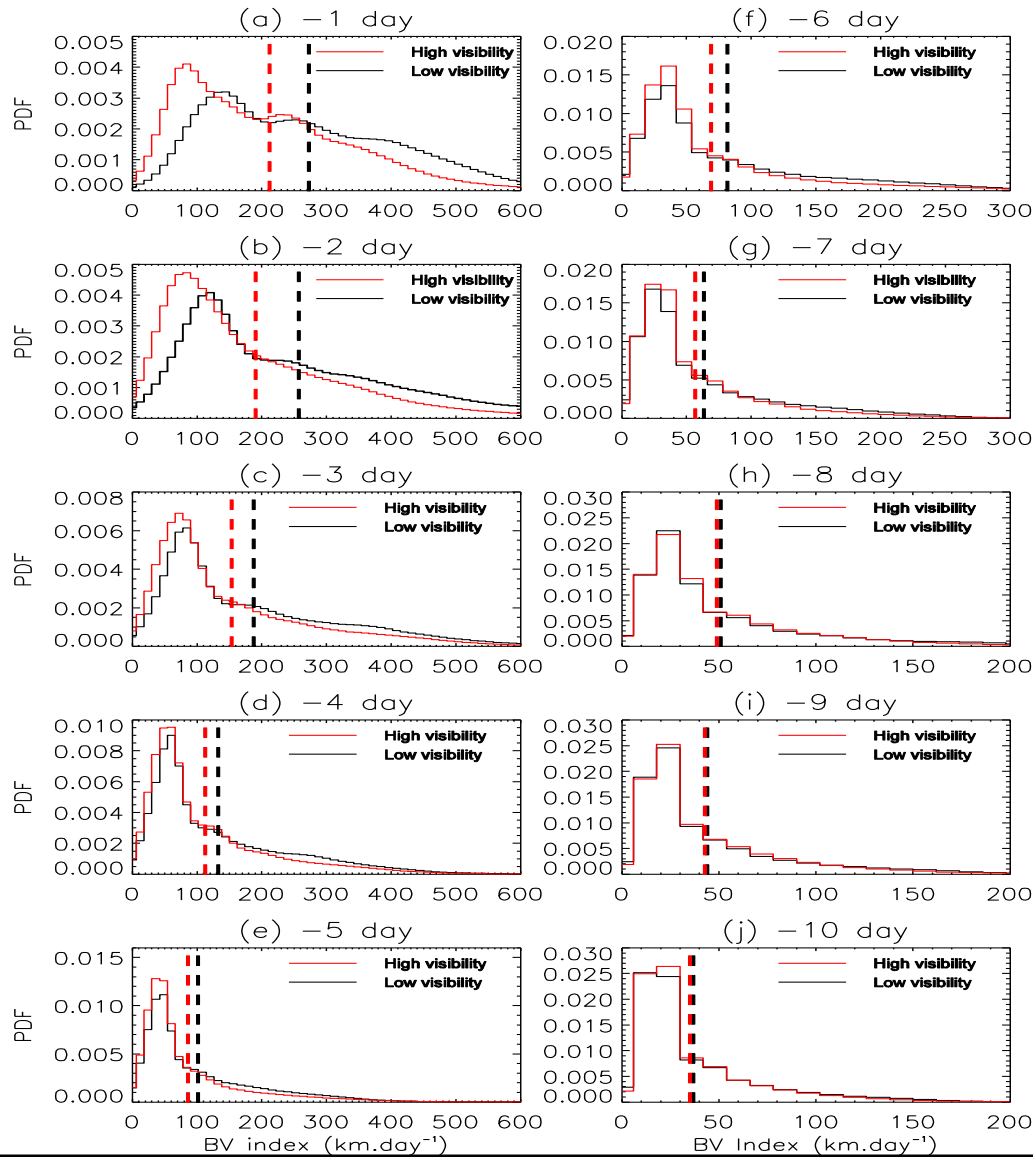 (a) −1 day
0.005
0.004
0.003
0.002
0.001
0.000
PDF
High visibility
Low visibility
0 100 200 300 400 500 600
(b) −2 day
0.005
0.004
0.003
0.002
0.001
0.000
PDF
High visibility
Low visibility
0 100 200 300 400 500 600
(c) −3 day
0.008
0.006
0.004
0.002
0.000
PDF
High visibility
Low visibility
0 100 200 300 400 500 600
(d) −4 day
0.010
0.008
0.006
0.004
0.002
0.000
PDF
High visibility
Low visibility
0 100 200 300 400 500 600
(e) −5 day
0.015
0.010
0.005
0.000
PDF
High visibility
Low visibility
0 100 200 300 400 500 600
BV index (km.day⁻¹)
(f) −6 day
0.020
0.015
0.010
0.005
0.000
High visibility
Low visibility
0 50 100 150 200 250 300
(g) −7 day
0.020
0.015
0.010
0.005
0.000
High visibility
Low visibility
0 50 100 150 200 250 300
(h) −8 day
0.030
0.025
0.020
0.015
0.010
0.005
0.000
High visibility
Low visibility
0 50 100 150 200
(i) −9 day
0.030
0.025
0.020
0.015
0.010
0.005
0.000
High visibility
Low visibility
0 50 100 150 200
(j) −10 day
0.030
0.025
0.020
0.015
0.010
0.005
0.000
High visibility
Low visibility
0 50 100 150 200
BV Index (km.day⁻¹)